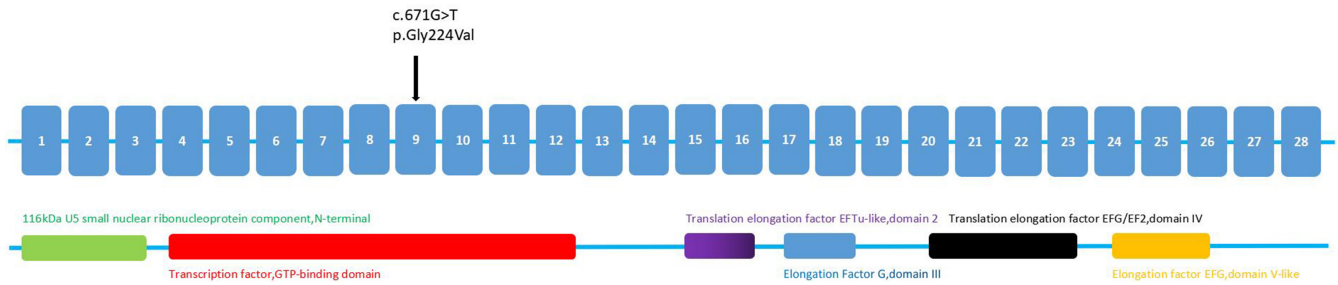 c.671G>T
p.Gly224Val
1 2 3 4 5 6 7 8 9 10 11 12 13 14 15 16 17 18 19 20 21 22 23 24 25 26 27 28
116kDa U5 small nuclear ribonucleoprotein component,N-terminal
Translation elongation factor EFTu-like,domain 2
Translation elongation factor EFG/EF2,domain IV
Transcription factor,GTP-binding domain
Elongation Factor G,domain III
Elongation factor EFG,domain V-like